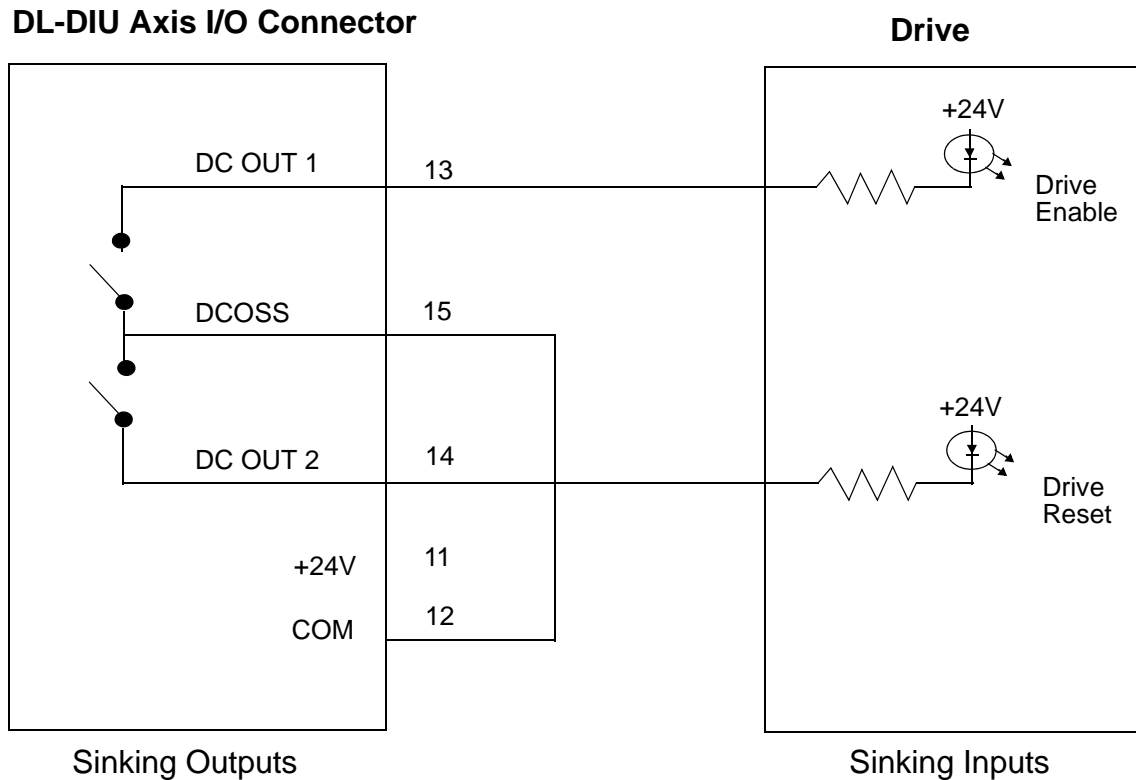 DL-DIU Axis I/O Connector
Drive
+24V
DC OUT 1
13
Drive
Enable
DCOSS
15
+24V
DC OUT 2
14
Drive
Reset
+24V
11
COM
12
Sinking Outputs
Sinking Inputs